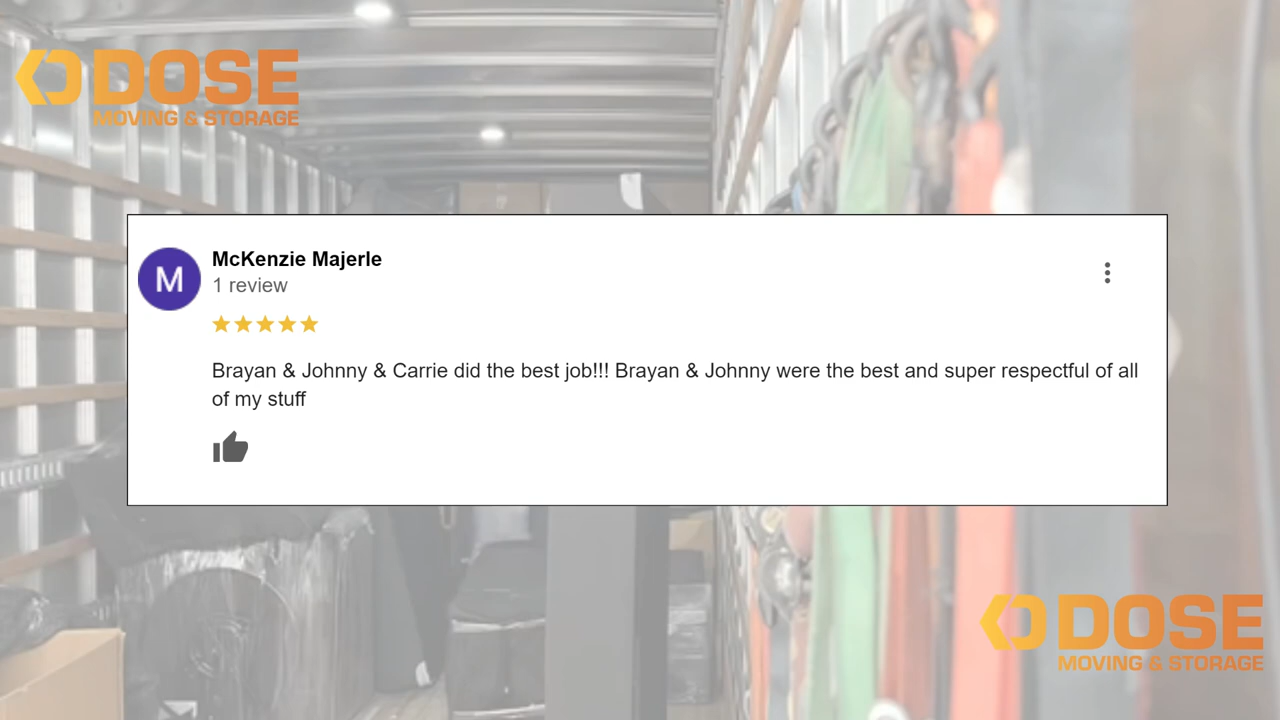 DOSE
MOVING & STORAGE
M
McKenzie Majerle
1 review
Brayan & Johnny & Carrie did the best job!!! Brayan & Johnny were the best and super respectful of all
of my stuff
DOSE
MOVING & STORAGE